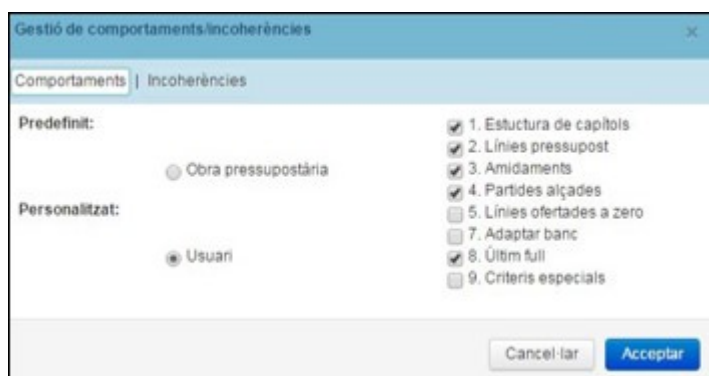 Gestió de comportaments/incoherències ×
Comportaments | Incoherències
Predefinit:
Obra pressupostària
Personalitzat:
Usuari
1. Estuctura de capítols
2. Línies pressupost
3. Amidaments
4. Partides alçades
5. Línies ofertades a zero
7. Adaptar banc
8. Últim full
9. Criteris especials
Cancel·lar Acceptar